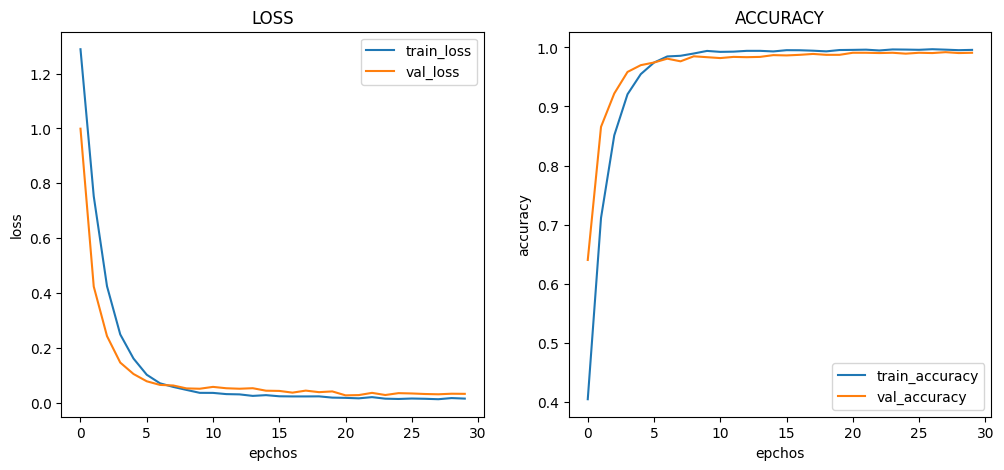 LOSS
train_loss
val_loss
1.2
1.0
0.8
0.6
0.4
0.2
0.0
loss
0 5 10 15 20 25 30
epchos
ACCURACY
1.0
0.9
0.8
0.7
0.6
0.5
0.4
accuracy
train_accuracy
val_accuracy
0 5 10 15 20 25 30
epchos